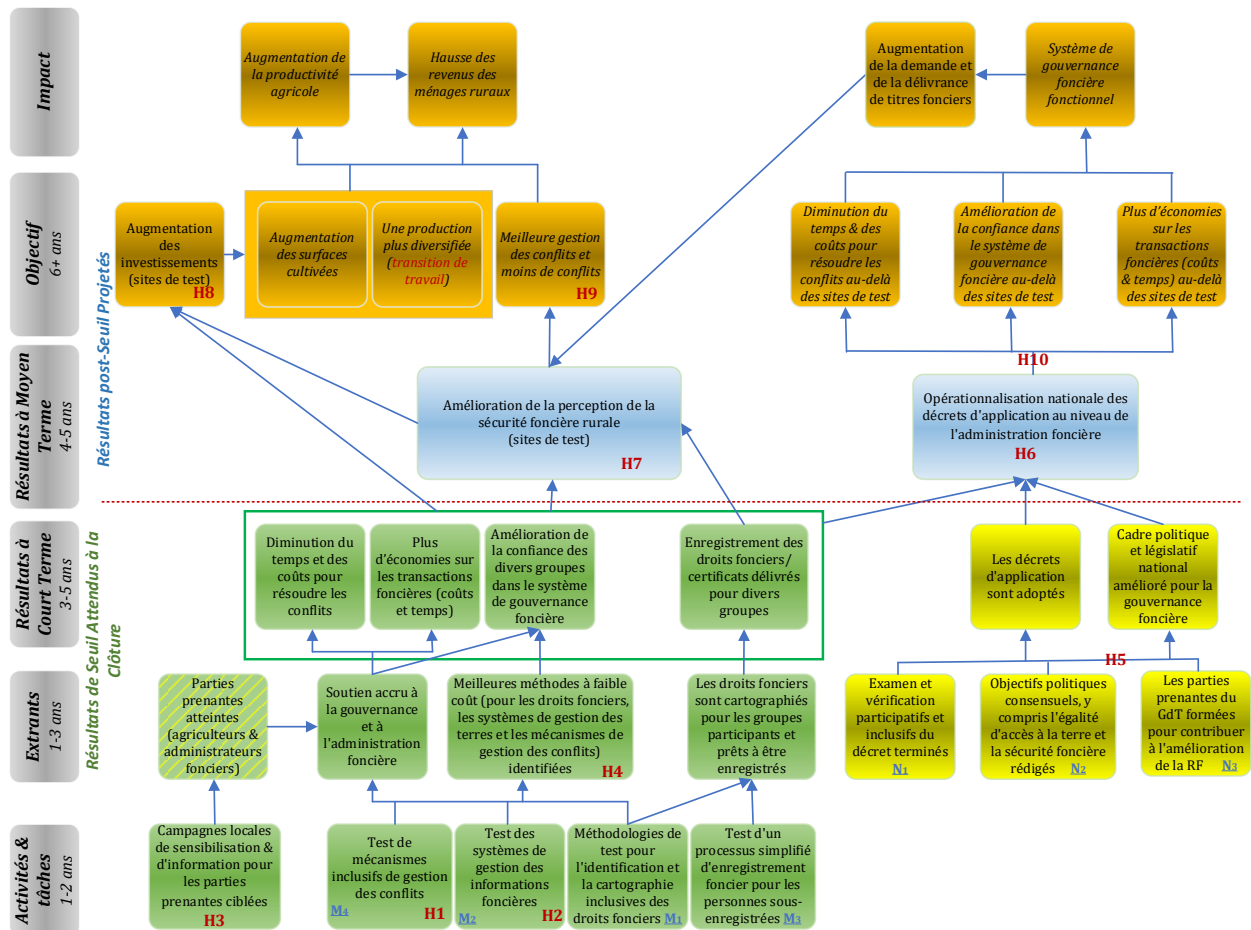 Impact
Augmentation de
la productivité
agricole
Hausse des
revenus des
ménages ruraux
Augmentation
de la demande et
de la délivrance
de titres fonciers
Système de
gouvernance
foncière
fonctionnel
Objectif
6+ ans
Résultats post-Seuil Projetés
Augmentation
des
investissements
(sites de test)
H8
Augmentation
des surfaces
cultivées
Une production
plus diversifiée
(transition de
travail)
Meilleure gestion
des conflits et
moins de conflits
H9
Diminution du
temps & des
coûts pour
résoudre les
conflits au-delà
des sites de test
Amélioration de
la confiance dans
le système de
gouvernance
foncière au-delà
des sites de test
Plus d'économies
sur les
transactions
foncières (coûts
& temps) au-delà
des sites de test
H10
Résultats à Moyen
Terme
4-5 ans
Amélioration de la perception de la
sécurité foncière rurale
(sites de test)
H7
Opérationnalisation nationale des
décrets d'application au niveau de
l'administration foncière
H6
Résultats à
Court Terme
3-5 ans
Résultats de Seuil Attendus à la
Clôture
Diminution du
temps et des
coûts pour
résoudre les
conflits
Plus
d'économies sur
les transactions
foncières (coûts
et temps)
Amélioration de
la confiance des
divers groupes
dans le système
de gouvernance
foncière
Enregistrement des
droits fonciers/
certificats délivrés
pour divers
groupes
Les décrets
d'application
sont adoptés
Cadre politique
et législatif
national
amélioré pour la
gouvernance
foncière
H5
Extrants
1-3 ans
Parties
prenantes
atteintes
(agriculteurs &
administrateurs
fonciers)
Soutien accru à
la gouvernance
et à
l'administration
foncière
Meilleures méthodes à faible
coût (pour les droits fonciers,
les systèmes de gestion des
terres et les mécanismes de
gestion des conflits)
identifiées
H4
Les droits fonciers
sont cartographiés
pour les groupes
participants et
prêts à être
enregistrés
Examen et
vérification
participatifs et
inclusifs du
décret terminés
N1
Objectifs politiques
consensuels, y
compris l'égalité
d'accès à la terre et
la sécurité foncière
rédigés N2
Les parties
prenantes du
GdT formées
pour contribuer
à l'amélioration
de la RF N3
Activités &
tâches
1-2 ans
Campagnes locales
de sensibilisation &
d'information pour
les parties
prenantes ciblées
H3
Test de
mécanismes
inclusifs de gestion
des conflits
M4 H1
Test des
systèmes de
gestion des
informations
foncières
M2 H2
Méthodologies de
test pour
l'identification et
la cartographie
inclusives des
droits fonciers M1
Test d'un
processus simplifié
d'enregistrement
foncier pour les
personnes sous-
enregistrées M3